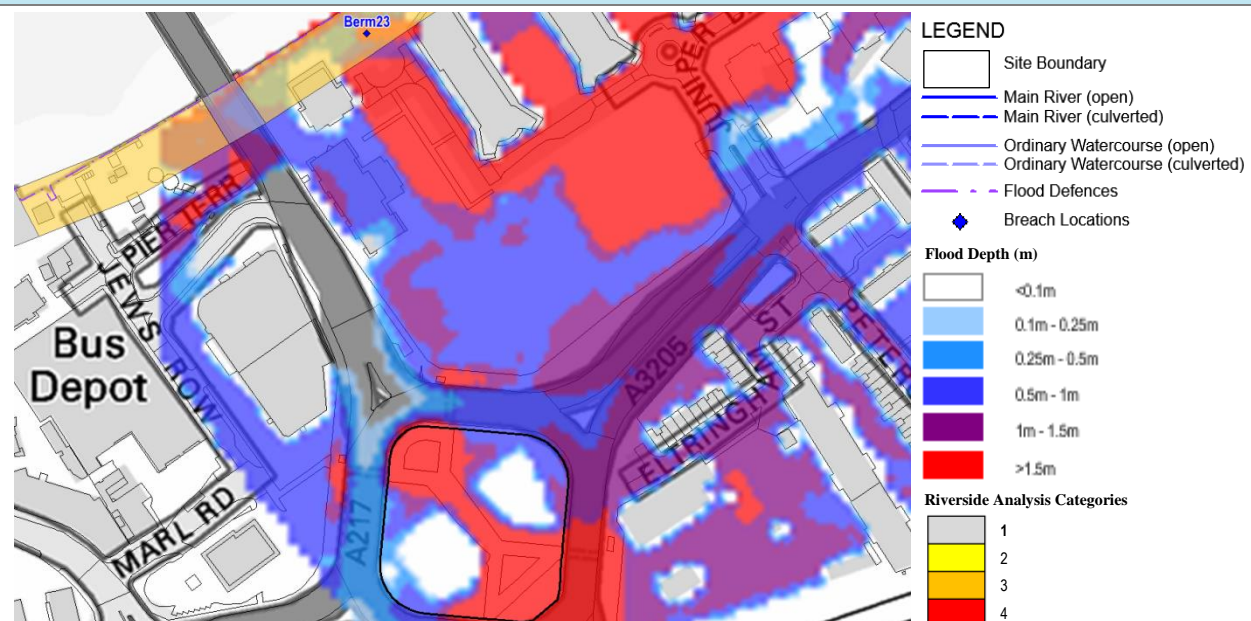 Berm23
JUNIPER D
PIER TERR
JEWS ROW
Bus
Depot
MARL RD
A217
A3205
ELTRINGHAM ST
PETER
LEGEND
Site Boundary
Main River (open)
Main River (culverted)
Ordinary Watercourse (open)
Ordinary Watercourse (culverted)
Flood Defences
Breach Locations
Flood Depth (m)
<0.1m
0.1m - 0.25m
0.25m - 0.5m
0.5m - 1m
1m - 1.5m
>1.5m
Riverside Analysis Categories
1
2
3
4